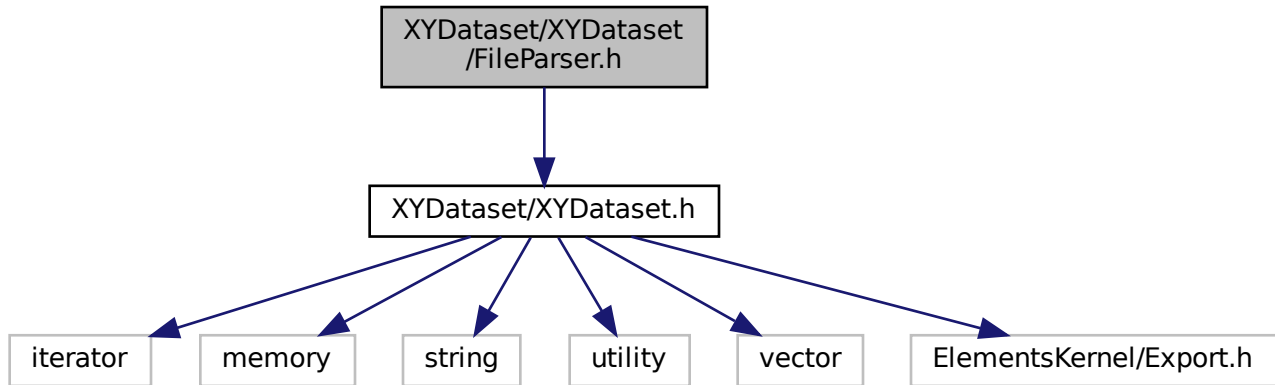 XYDataset/XYDataset
/FileParser.h
XYDataset/XYDataset.h
iterator
memory
string
utility
vector
ElementsKernel/Export.h